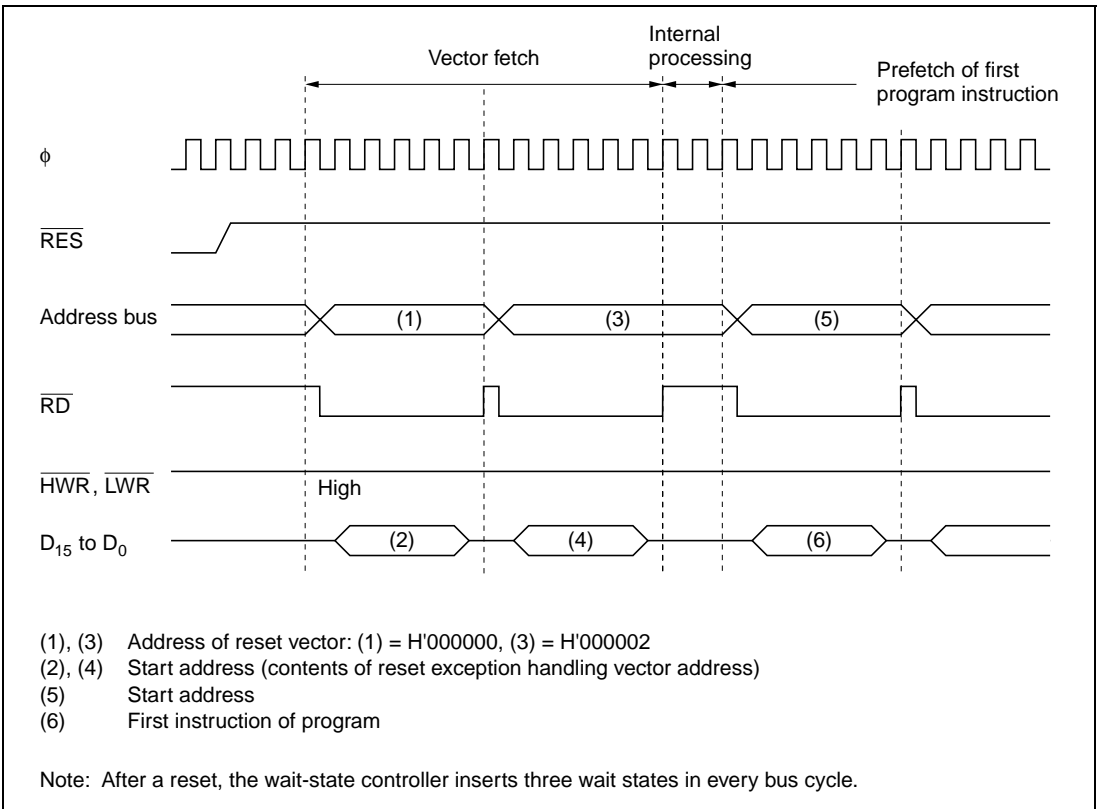 Internal
processing
Vector fetch
Prefetch of first
program instruction
φ
RES
Address bus
(1)
(3)
(5)
RD
HWR, LWR
High
D15 to D0
(2)
(4)
(6)
(1), (3) Address of reset vector: (1) = H'000000, (3) = H'000002
(2), (4) Start address (contents of reset exception handling vector address)
(5) Start address
(6) First instruction of program
Note: After a reset, the wait-state controller inserts three wait states in every bus cycle.